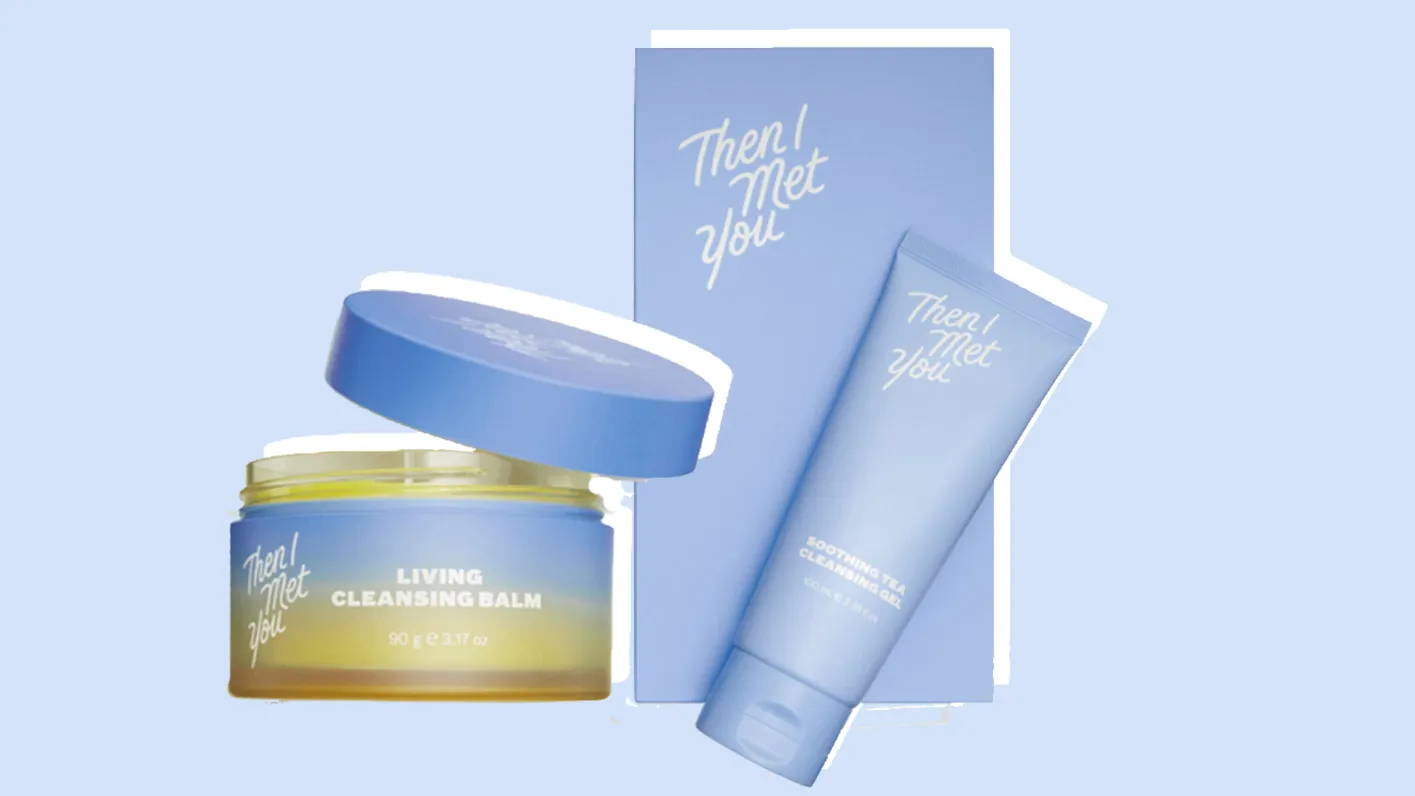 Then I
Met
You
Then I
Met
You
SOOTHING TEA
CLEANSING GEL
Then I
Met
You
LIVING
CLEANSING BALM
90 g e 3.17 oz